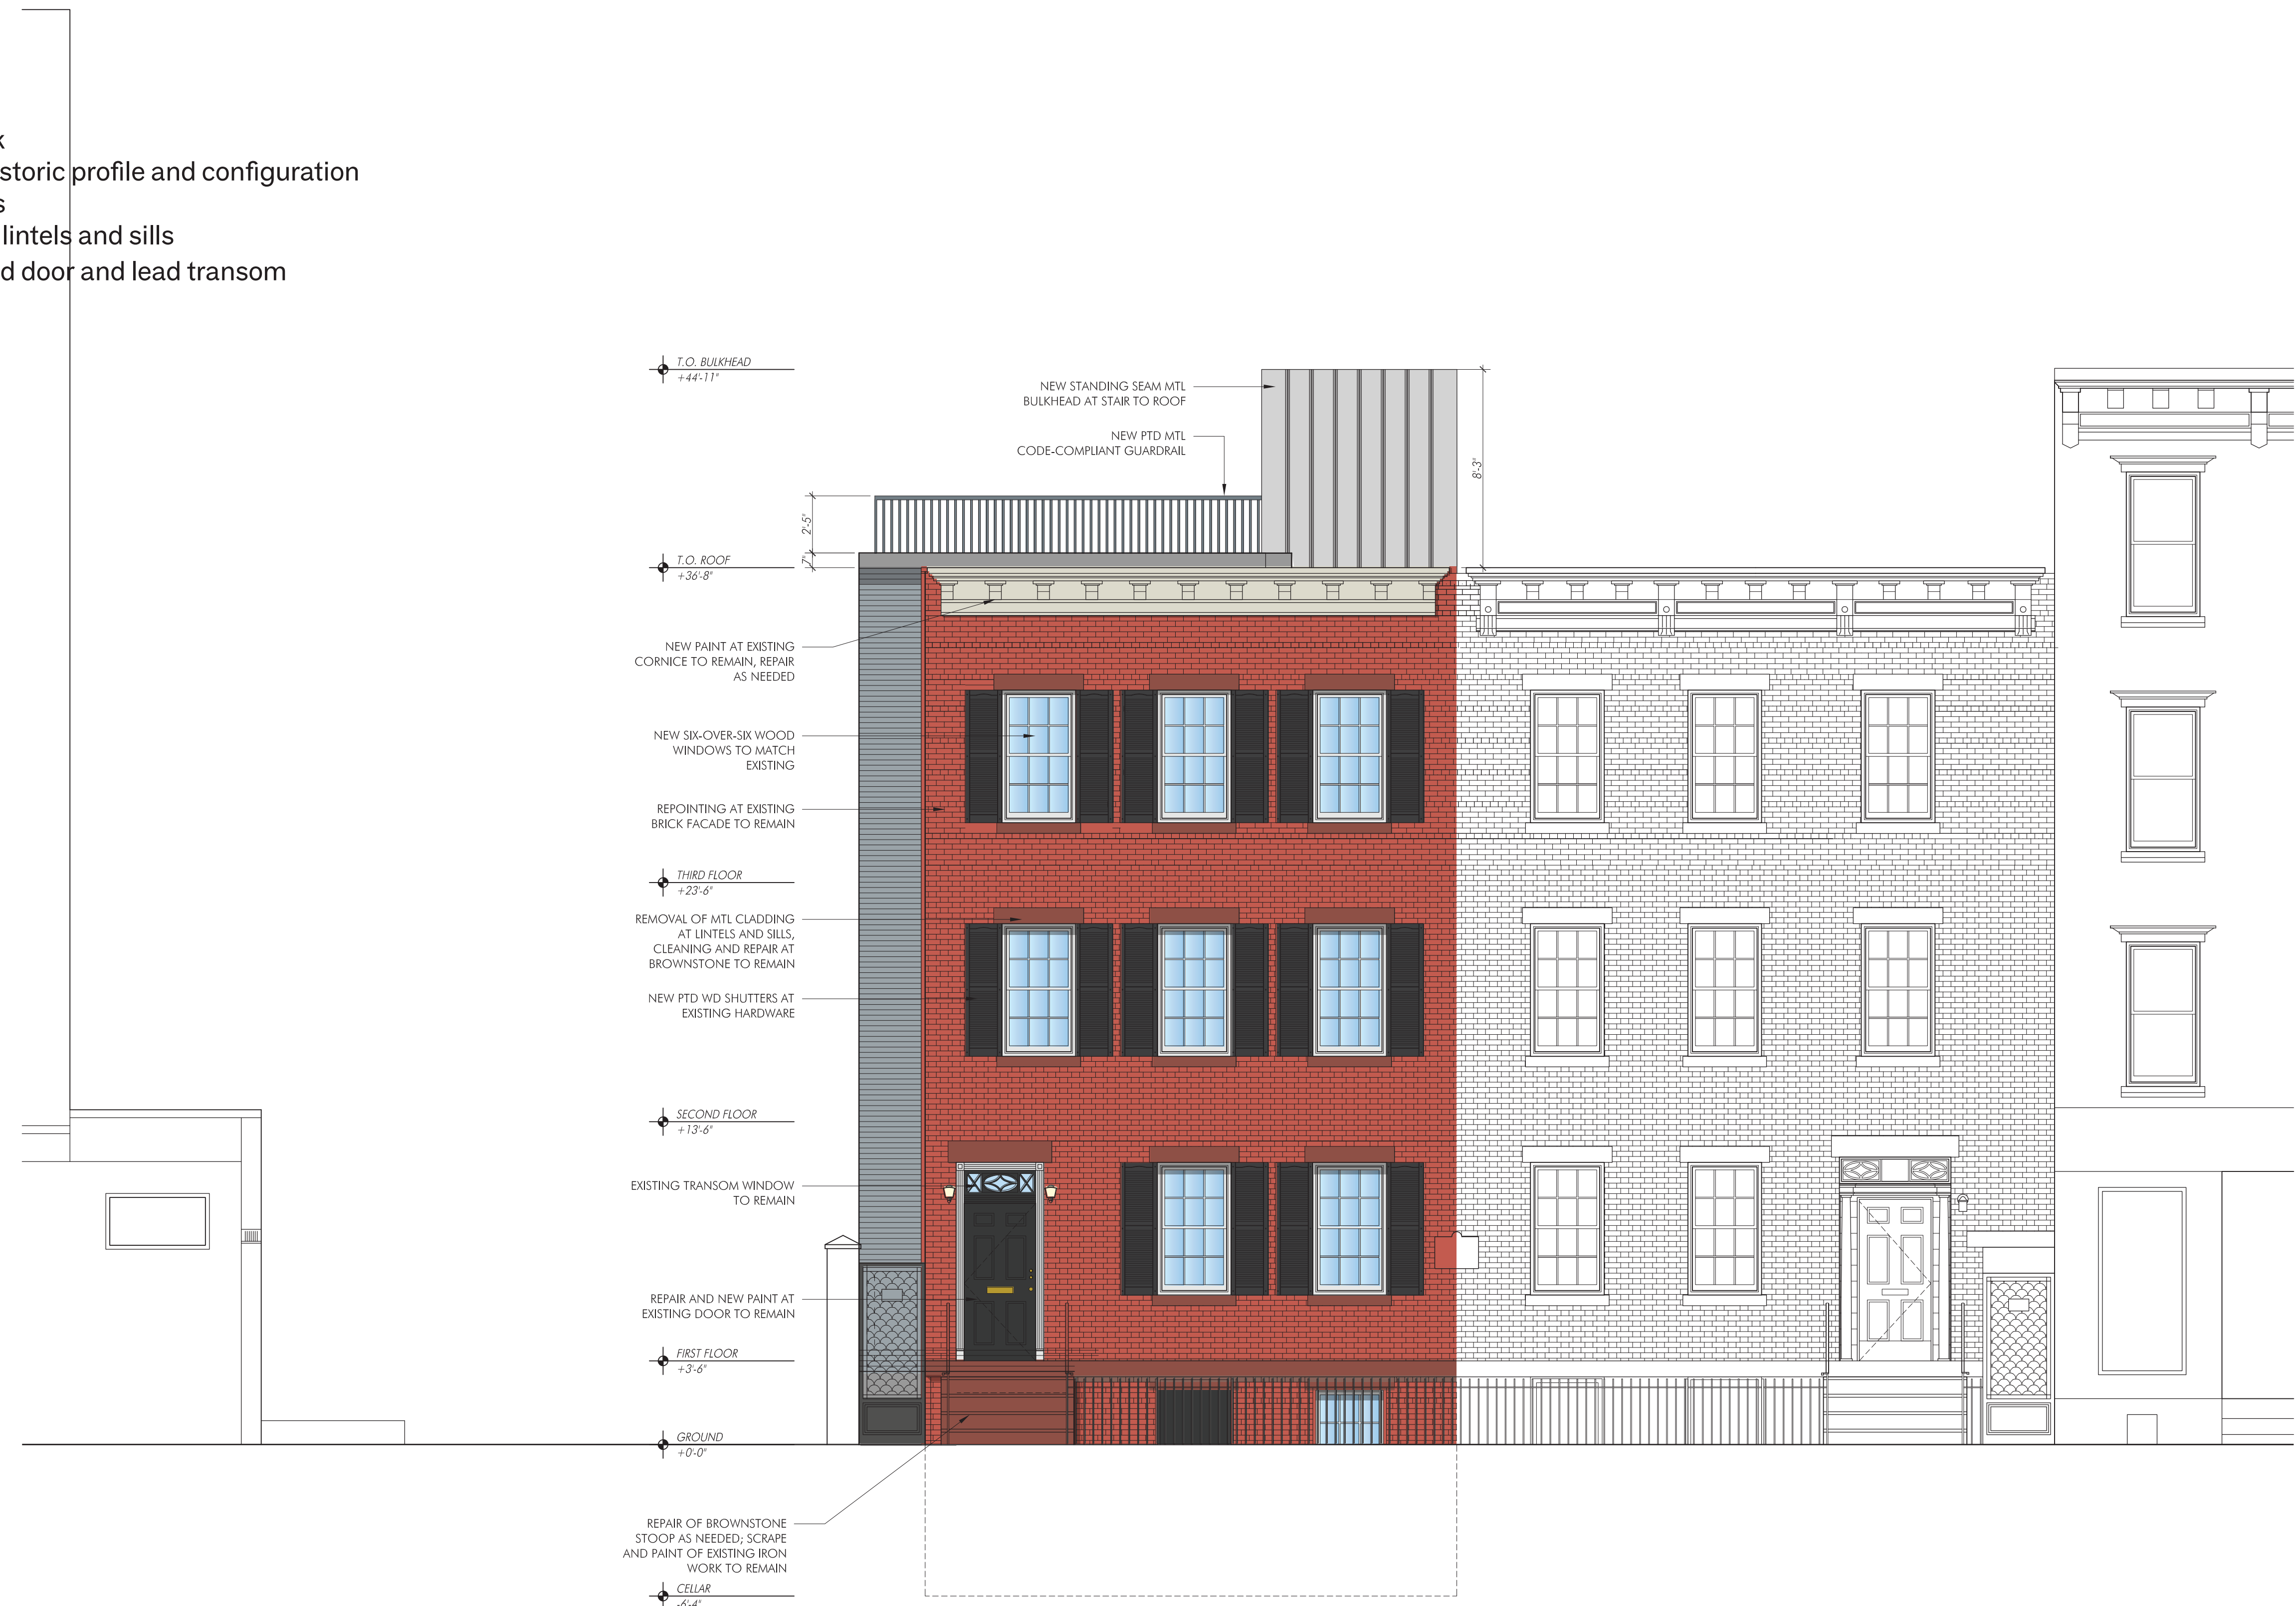 k
storic profile and configuration
s
lintels and sills
d door and lead transom
T.O. BULKHEAD
+44'-11"
NEW STANDING SEAM MTL
BULKHEAD AT STAIR TO ROOF
NEW PTD MTL
CODE-COMPLIANT GUARDRAIL
8'-3"
2'-5"
7"
T.O. ROOF
+36'-8"
NEW PAINT AT EXISTING
CORNICE TO REMAIN, REPAIR
AS NEEDED
NEW SIX-OVER-SIX WOOD
WINDOWS TO MATCH
EXISTING
REPOINTING AT EXISTING
BRICK FACADE TO REMAIN
THIRD FLOOR
+23'-6"
REMOVAL OF MTL CLADDING
AT LINTELS AND SILLS,
CLEANING AND REPAIR AT
BROWNSTONE TO REMAIN
NEW PTD WD SHUTTERS AT
EXISTING HARDWARE
SECOND FLOOR
+13'-6"
EXISTING TRANSOM WINDOW
TO REMAIN
REPAIR AND NEW PAINT AT
EXISTING DOOR TO REMAIN
FIRST FLOOR
+3'-6"
GROUND
+0'-0"
REPAIR OF BROWNSTONE
STOOP AS NEEDED; SCRAPE
AND PAINT OF EXISTING IRON
WORK TO REMAIN
CELLAR
-6'-4"